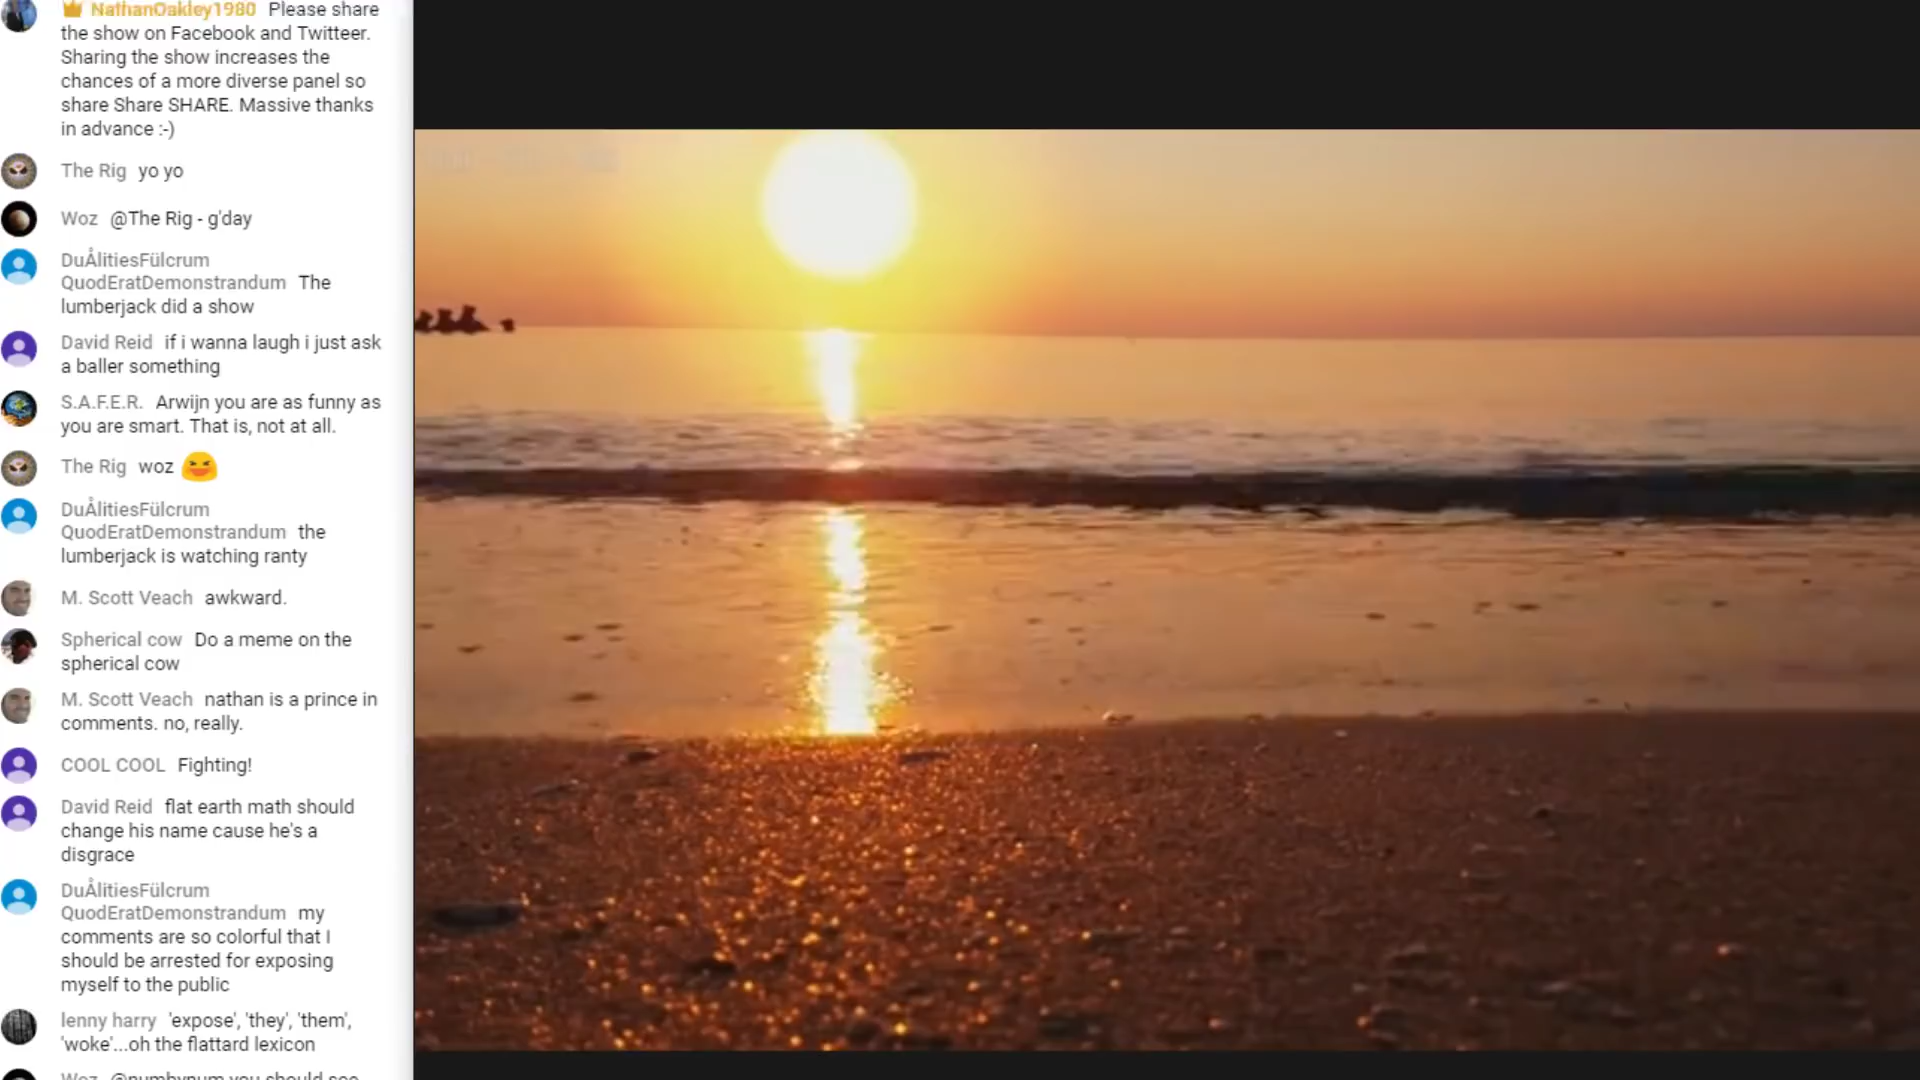 NathanOakley1980 Please share
the show on Facebook and Twitteer.
Sharing the show increases the
chances of a more diverse panel so
share Share SHARE. Massive thanks
in advance :-)
The Rig yo yo
Woz @The Rig - g'day
DuÅlitiesFülcrum
QuodEratDemonstrandum The
lumberjack did a show
David Reid if i wanna laugh i just ask
a baller something
S.A.F.E.R. Arwijn you are as funny as
you are smart. That is, not at all.
The Rig woz
DuÅlitiesFülcrum
QuodEratDemonstrandum the
lumberjack is watching ranty
M. Scott Veach awkward.
Spherical cow Do a meme on the
spherical cow
M. Scott Veach nathan is a prince in
comments. no, really.
COOL COOL Fighting!
David Reid flat earth math should
change his name cause he's a
disgrace
DuÅlitiesFülcrum
QuodEratDemonstrandum my
comments are so colorful that I
should be arrested for exposing
myself to the public
lenny harry 'expose', 'they', 'them',
'woke'...oh the flattard lexicon
Woz @numbynum you should see